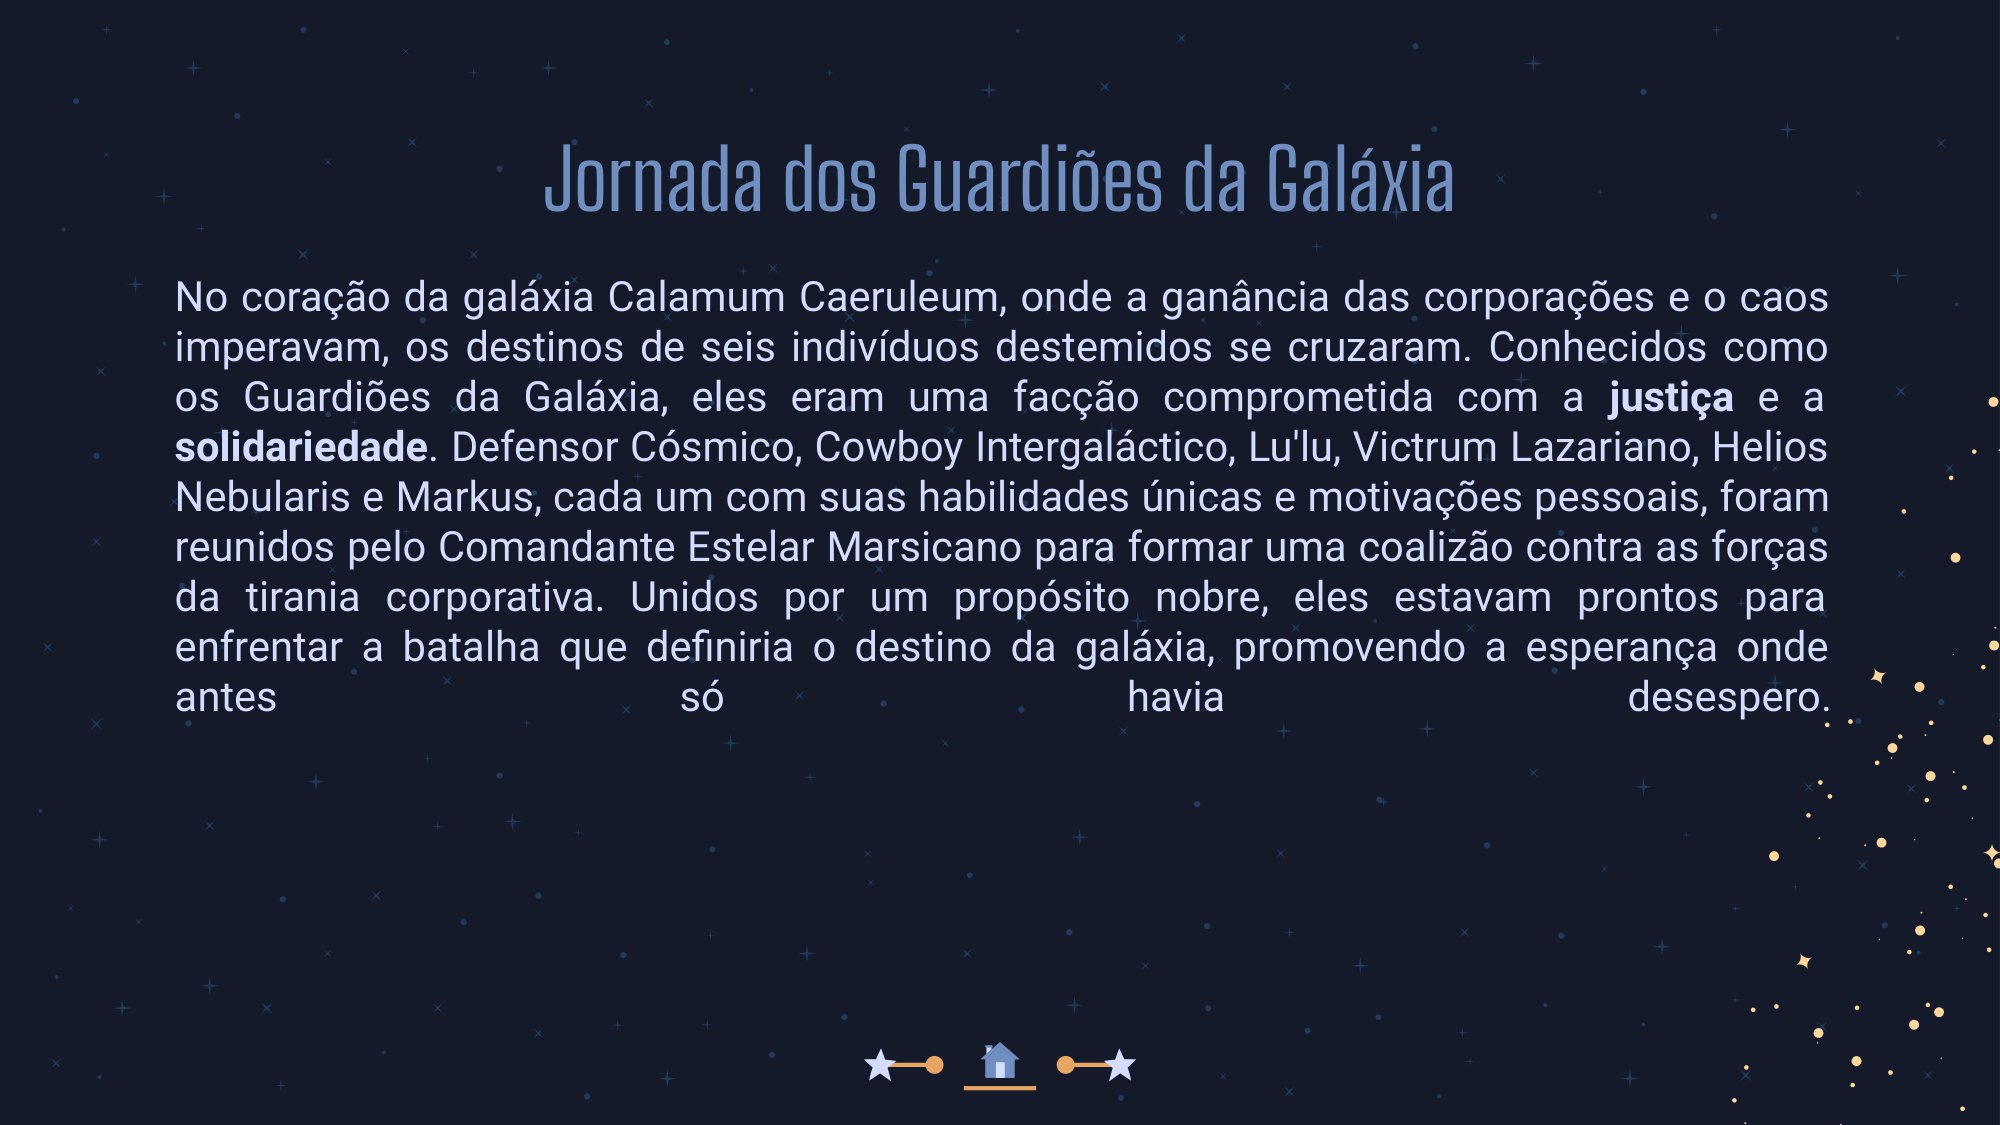 Jornada dos Guardiões da Galáxia
No coração da galáxia Calamum Caeruleum, onde a ganância das corporações e o caos
imperavam, os destinos de seis indivíduos destemidos se cruzaram. Conhecidos como
os Guardiões da Galáxia, eles eram uma facção comprometida com a justiça e a
solidariedade. Defensor Cósmico, Cowboy Intergaláctico, Lu'lu, Victrum Lazariano, Helios
Nebularis e Markus, cada um com suas habilidades únicas e motivações pessoais, foram
reunidos pelo Comandante Estelar Marsicano para formar uma coalizão contra as forças
da tirania corporativa. Unidos por um propósito nobre, eles estavam prontos para
enfrentar a batalha que definiria o destino da galáxia, promovendo a esperança onde
antes só havia desespero.